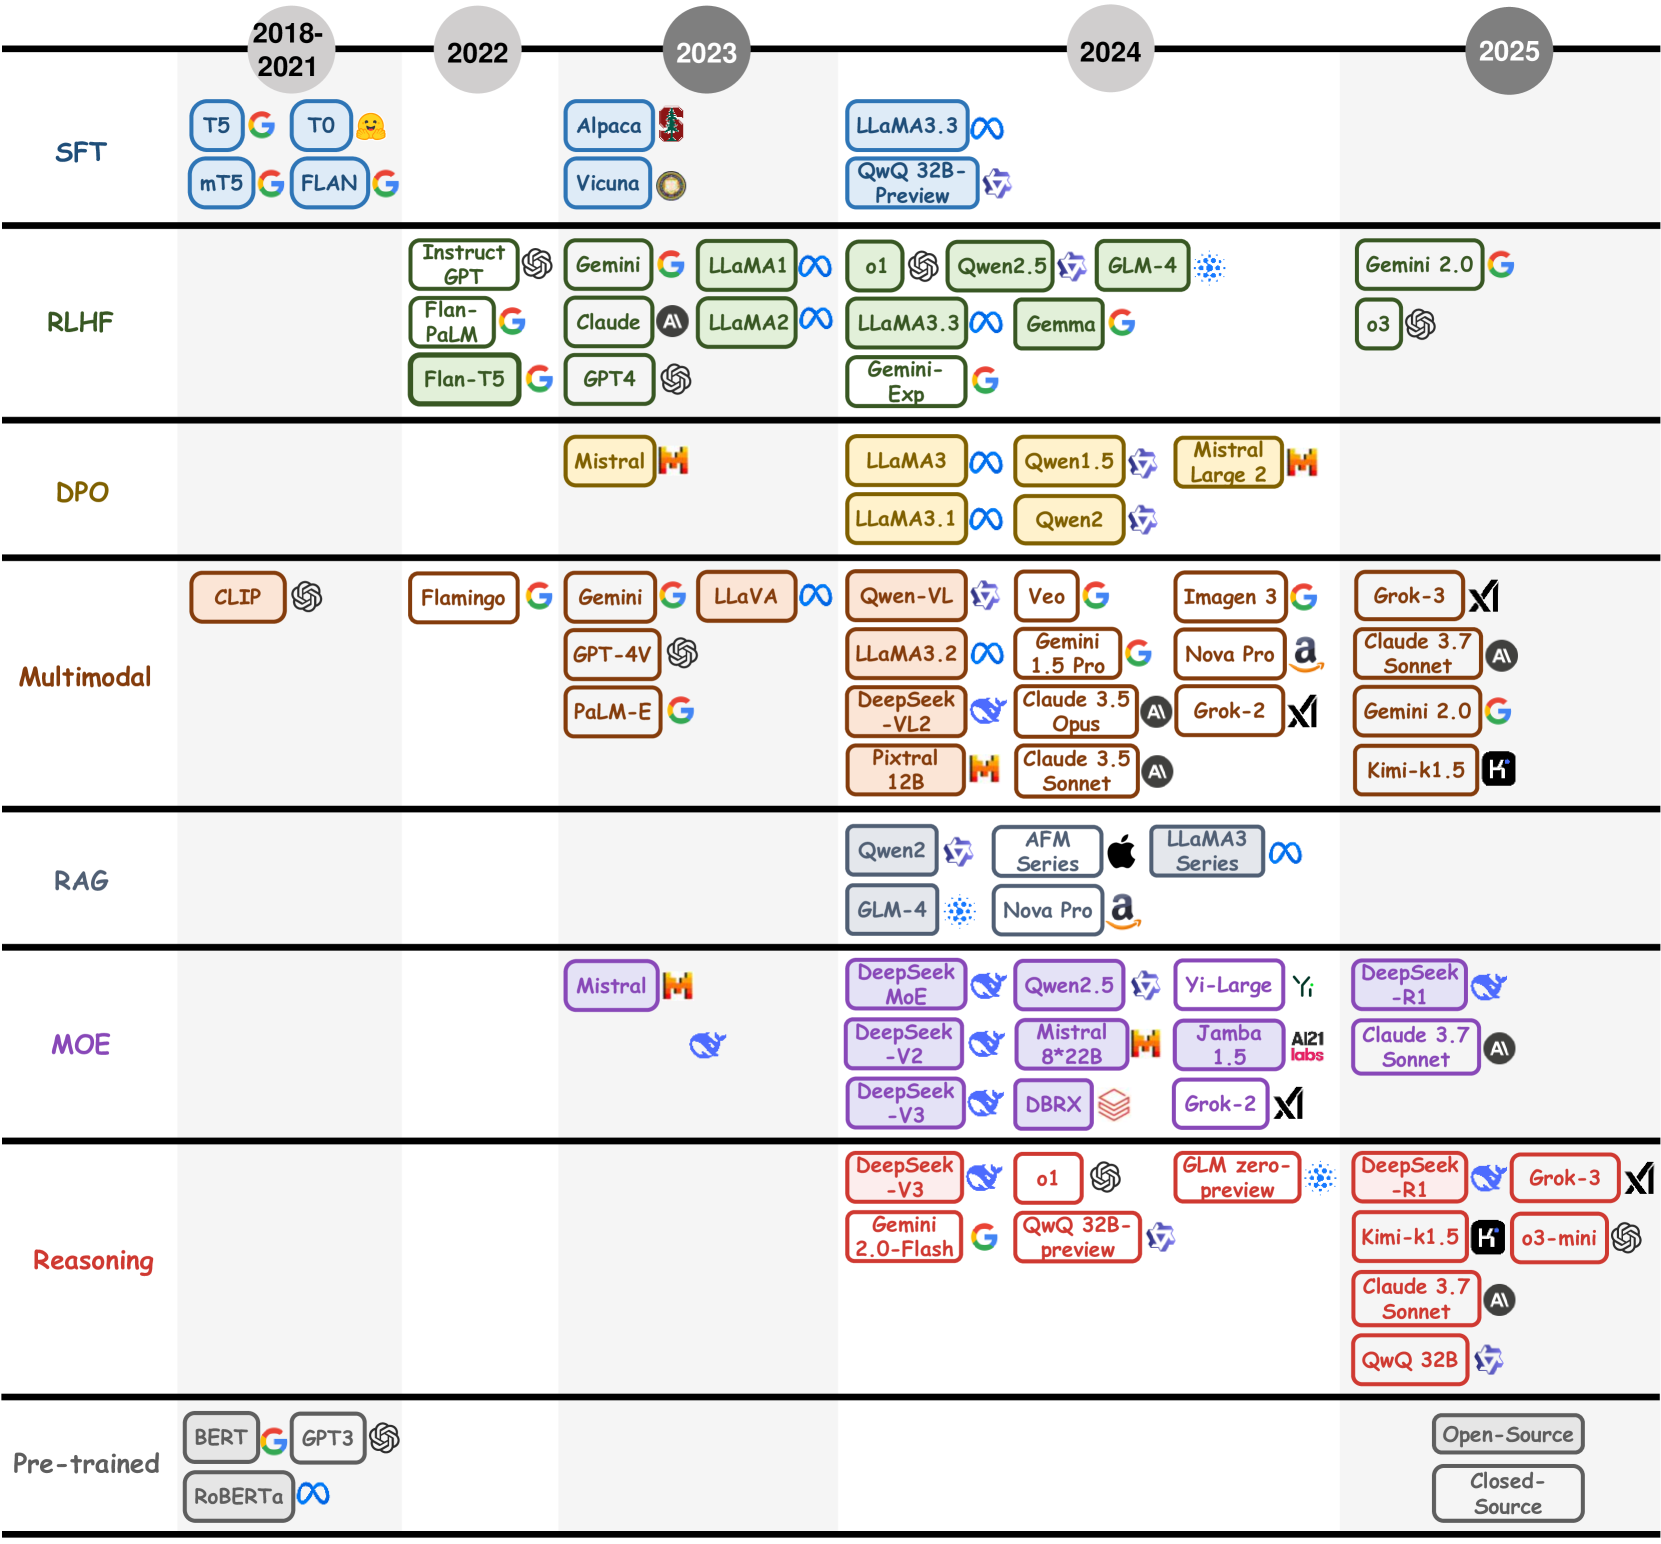 2018-
2021
2022
2023
2024
2025
SFT
T5
T0
Alpaca
LLaMA3.3
mT5
FLAN
Vicuna
QwQ 32B-
Preview
RLHF
Instruct
GPT
Gemini
LLaMA1
o1
Qwen2.5
GLM-4
Gemini 2.0
Flan-
PaLM
Claude
LLaMA2
LLaMA3.3
Gemma
o3
Flan-T5
GPT4
Gemini-
Exp
DPO
Mistral
LLaMA3
Qwen1.5
Mistral
Large 2
LLaMA3.1
Qwen2
Multimodal
CLIP
Flamingo
Gemini
LLaVA
Qwen-VL
Veo
Imagen 3
Grok-3
GPT-4V
LLaMA3.2
Gemini
1.5 Pro
Nova Pro
Claude 3.7
Sonnet
PaLM-E
DeepSeek
-VL2
Claude 3.5
Opus
Grok-2
Gemini 2.0
Pixtral
12B
Claude 3.5
Sonnet
Kimi-k1.5
RAG
Qwen2
AFM
Series
LLaMA3
Series
GLM-4
Nova Pro
MOE
Mistral
DeepSeek
MoE
Qwen2.5
Yi-Large
DeepSeek
-R1
DeepSeek
-V2
Mistral
8*22B
Jamba
1.5
AI21
labs
Claude 3.7
Sonnet
DeepSeek
-V3
DBRX
Grok-2
Reasoning
DeepSeek
-V3
o1
GLM zero-
preview
DeepSeek
-R1
Grok-3
Gemini
2.0-Flash
QwQ 32B-
preview
Kimi-k1.5
o3-mini
Claude 3.7
Sonnet
QwQ 32B
Pre-trained
BERT
GPT3
RoBERTa
Open-Source
Closed-
Source